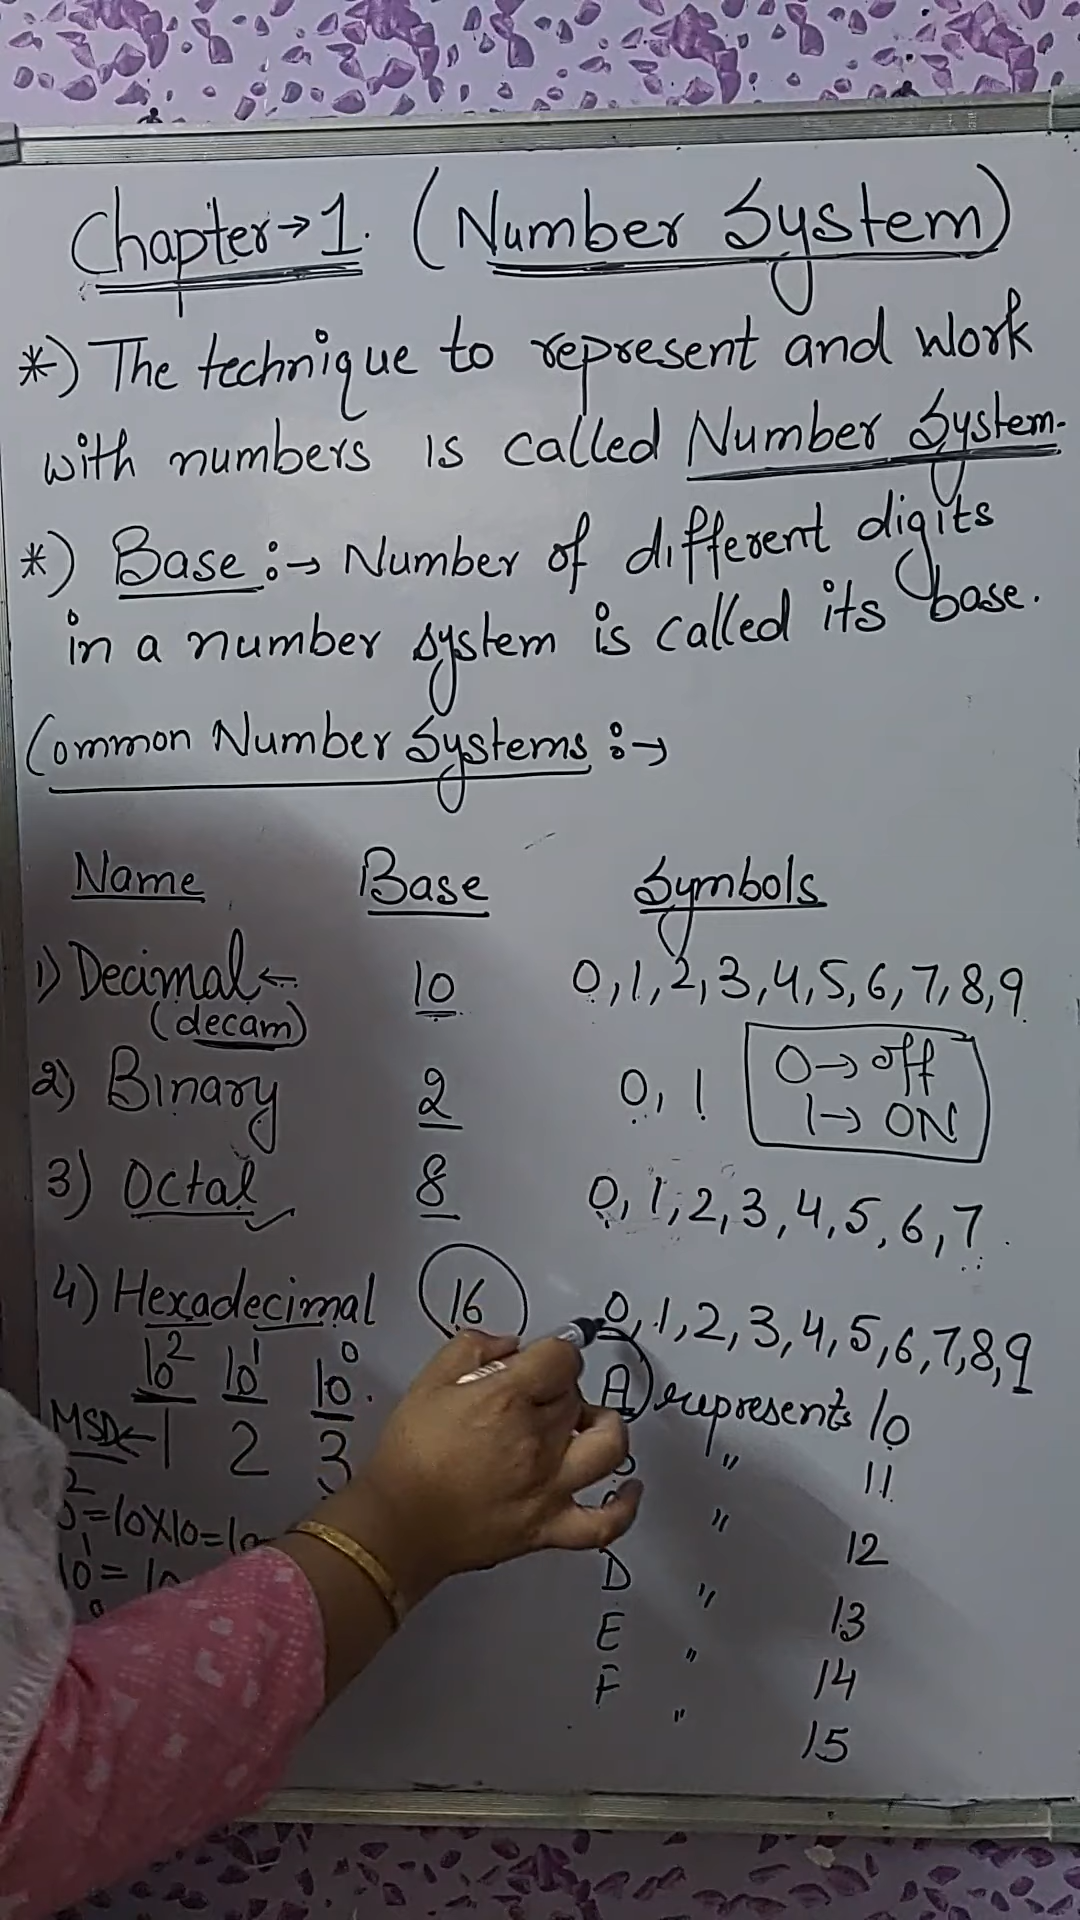 Chapter→1. (Number System)
*) The technique to represent and work
with numbers is called Number System.
*) Base :→ Number of different digits
in a number system is called its base.
Common Number Systems :→
Name Base Symbols
1) Decimal← 10 0,1,2,3,4,5,6,7,8,9
(decam)
2) Binary 2 0,1
0→off
1→ON
3) Octal ✓ 8 0,1,2,3,4,5,6,7.
4) Hexadecimal 16 0,1,2,3,4,5,6,7,8,9
10² 10¹ 10⁰
A represents 10
MSD← 1 2 3
" 11
=10×10=
" 12
10¹=
D " 13
E " 14
F " 15